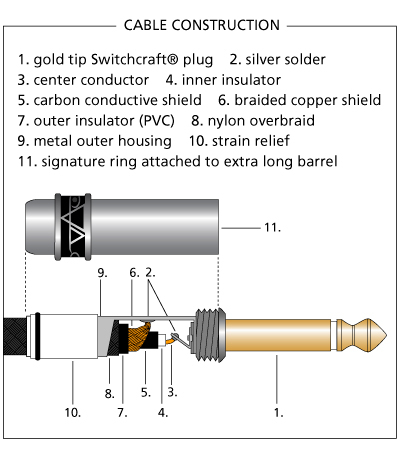 CABLE CONSTRUCTION
1. gold tip Switchcraft® plug 2. silver solder
3. center conductor 4. inner insulator
5. carbon conductive shield 6. braided copper shield
7. outer insulator (PVC) 8. nylon overbraid
9. metal outer housing 10. strain relief
11. signature ring attached to extra long barrel
11.
9. 6. 2.
8. 5. 3.
10. 7. 4. 1.